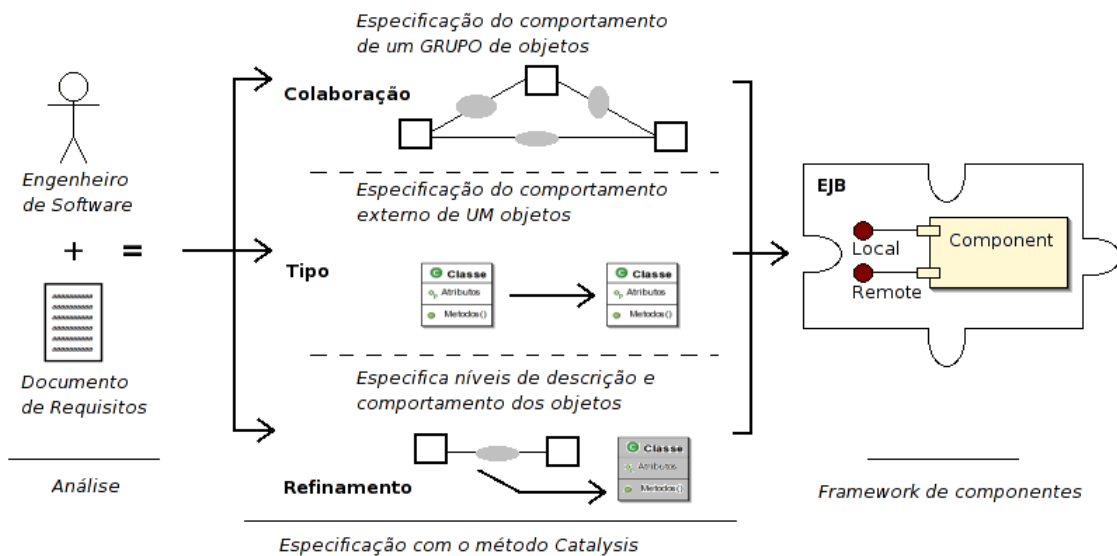 Engenheiro
de Software
+
=
Documento
de Requisitos
Análise
Especificação do comportamento
de um GRUPO de objetos
Colaboração
Especificação do comportamento
externo de UM objetos
Tipo
C Classe
Atributos
Metodos()
C Classe
Atributos
Metodos()
Especifica níveis de descrição e
comportamento dos objetos
C Classe
Atributos
Metodos()
Refinamento
Especificação com o método Catalysis
EJB
Local
Remote
Component
Framework de componentes